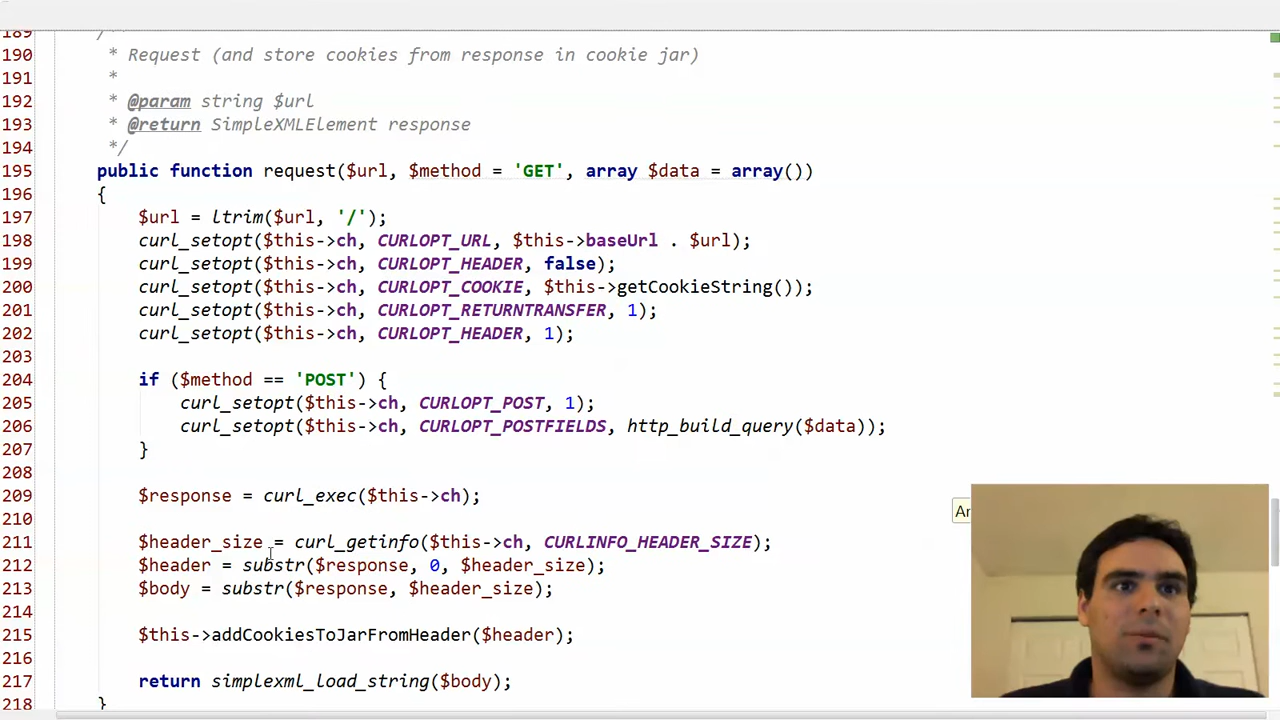 189 /**
190 * Request (and store cookies from response in cookie jar)
191 *
192 * @param string $url
193 * @return SimpleXMLElement response
194 */
195 public function request($url, $method = 'GET', array $data = array())
196 {
197 $url = ltrim($url, '/');
198 curl_setopt($this->ch, CURLOPT_URL, $this->baseUrl . $url);
199 curl_setopt($this->ch, CURLOPT_HEADER, false);
200 curl_setopt($this->ch, CURLOPT_COOKIE, $this->getCookieString());
201 curl_setopt($this->ch, CURLOPT_RETURNTRANSFER, 1);
202 curl_setopt($this->ch, CURLOPT_HEADER, 1);
203
204 if ($method == 'POST') {
205 curl_setopt($this->ch, CURLOPT_POST, 1);
206 curl_setopt($this->ch, CURLOPT_POSTFIELDS, http_build_query($data));
207 }
208
209 $response = curl_exec($this->ch);
210
211 $header_size = curl_getinfo($this->ch, CURLINFO_HEADER_SIZE);
212 $header = substr($response, 0, $header_size);
213 $body = substr($response, $header_size);
214
215 $this->addCookiesToJarFromHeader($header);
216
217 return simplexml_load_string($body);
218 }